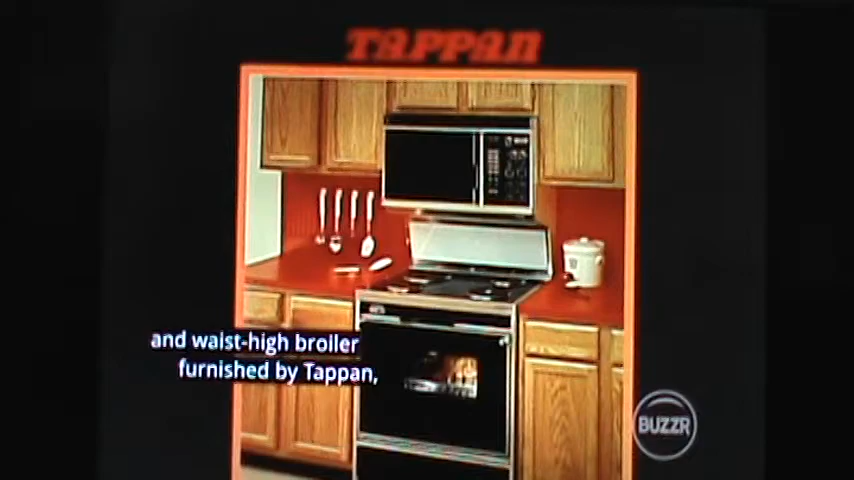 TAPPAN
and waist-high broiler
furnished by Tappan,
BUZZR